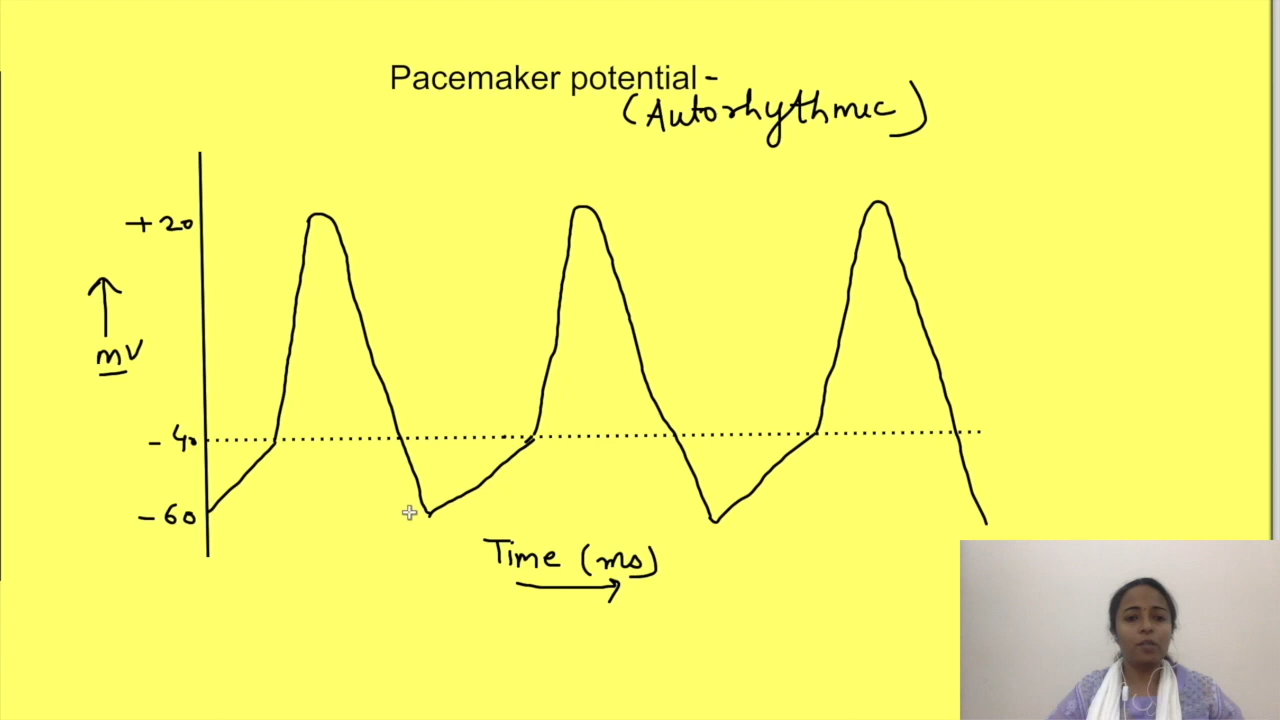 Pacemaker potential -
(Autorhythmic)
+20
mV
- 40
- 60
Time (ms)